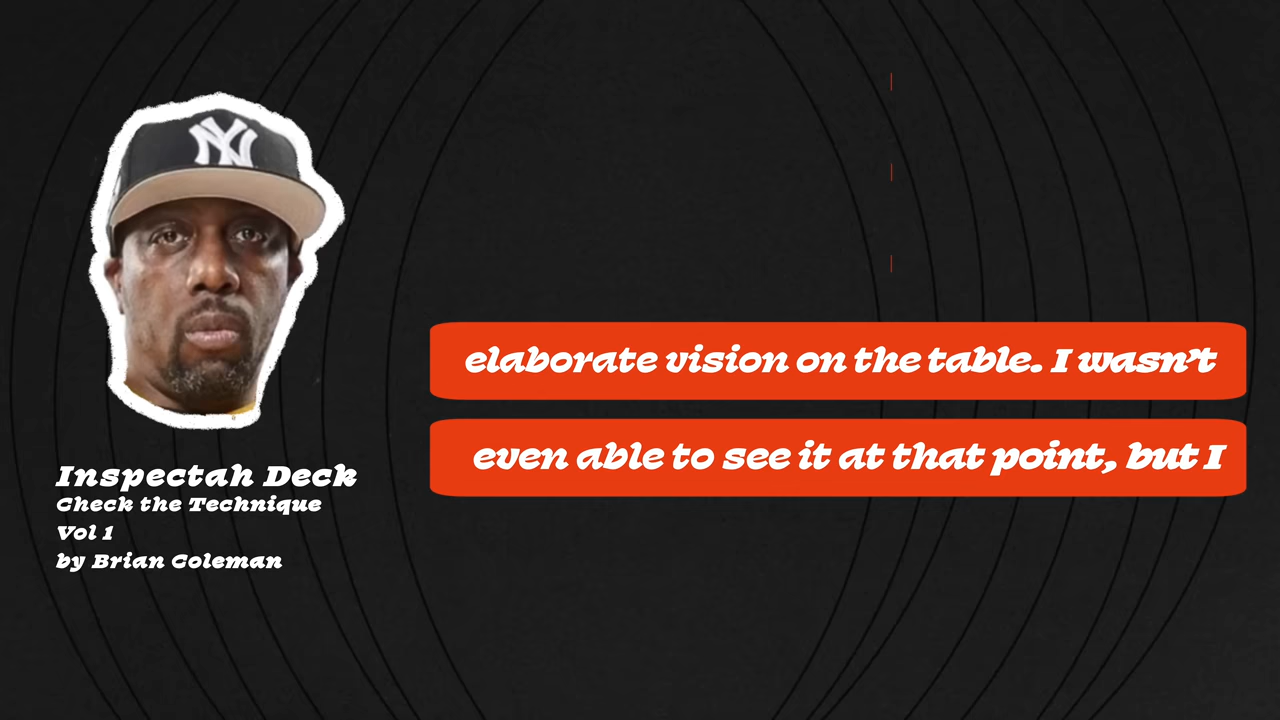 NY
elaborate vision on the table. I wasn't
even able to see it at that point, but I
Inspectah Deck
Check the Technique
Vol 1
by Brian Coleman